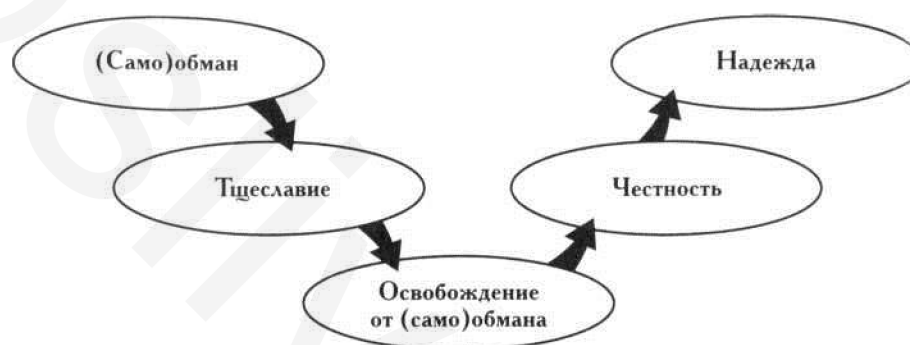 (Само)обман
Надежда
Тщеславие
Честность
Освобождение
от (само)обмана